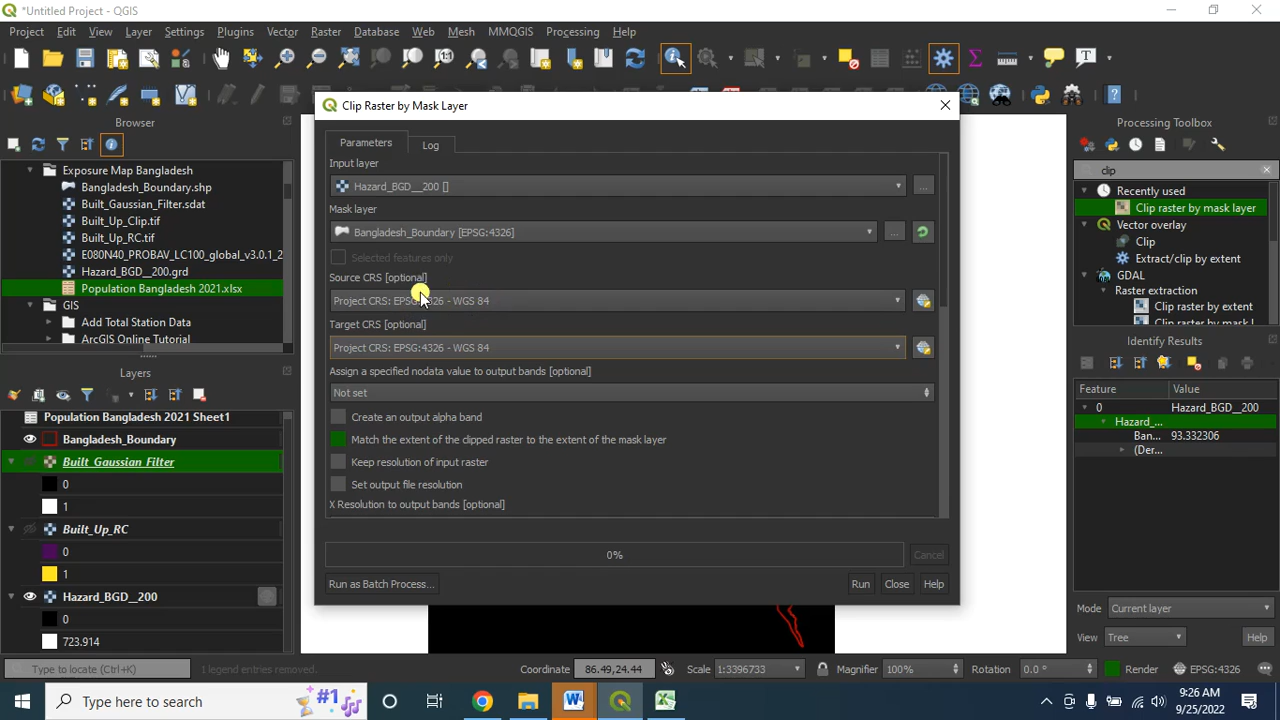 *Untitled Project - QGIS
Project Edit View Layer Settings Plugins Vector Raster Database Web Mesh MMQGIS Processing Help
Browser
Exposure Map Bangladesh
Bangladesh_Boundary.shp
Built_Gaussian_Filter.sdat
Built_Up_Clip.tif
Built_Up_RC.tif
E080N40_PROBAV_LC100_global_v3.0.1_2
Hazard_BGD__200.grd
Population Bangladesh 2021.xlsx
GIS
Add Total Station Data
ArcGIS Online Tutorial
Layers
Population Bangladesh 2021 Sheet1
Bangladesh_Boundary
Built_Gaussian_Filter
0
1
Built_Up_RC
0
1
Hazard_BGD__200
0
723.914
Clip Raster by Mask Layer
Parameters Log
Input layer
Hazard_BGD__200 []
...
Mask layer
Bangladesh_Boundary [EPSG:4326]
...
Selected features only
Source CRS [optional]
Project CRS: EPSG:4326 - WGS 84
Target CRS [optional]
Project CRS: EPSG:4326 - WGS 84
Assign a specified nodata value to output bands [optional]
Not set
Create an output alpha band
Match the extent of the clipped raster to the extent of the mask layer
Keep resolution of input raster
Set output file resolution
X Resolution to output bands [optional]
0%
Cancel
Run as Batch Process...
Run Close Help
Processing Toolbox
clip
Recently used
Clip raster by mask layer
Vector overlay
Clip
Extract/clip by extent
GDAL
Raster extraction
Clip raster by extent
Clip raster by mask l
Identify Results
Feature Value
0 Hazard_BGD__200
Hazard_...
Ban... 93.332306
(Der...
Mode Current layer
View Tree Help
Type to locate (Ctrl+K) 1 legend entries removed. Coordinate 86.49,24.44 Scale 1:3396733 Magnifier 100% Rotation 0.0 ° Render EPSG:4326
Type here to search
#1
9:26 AM
9/25/2022